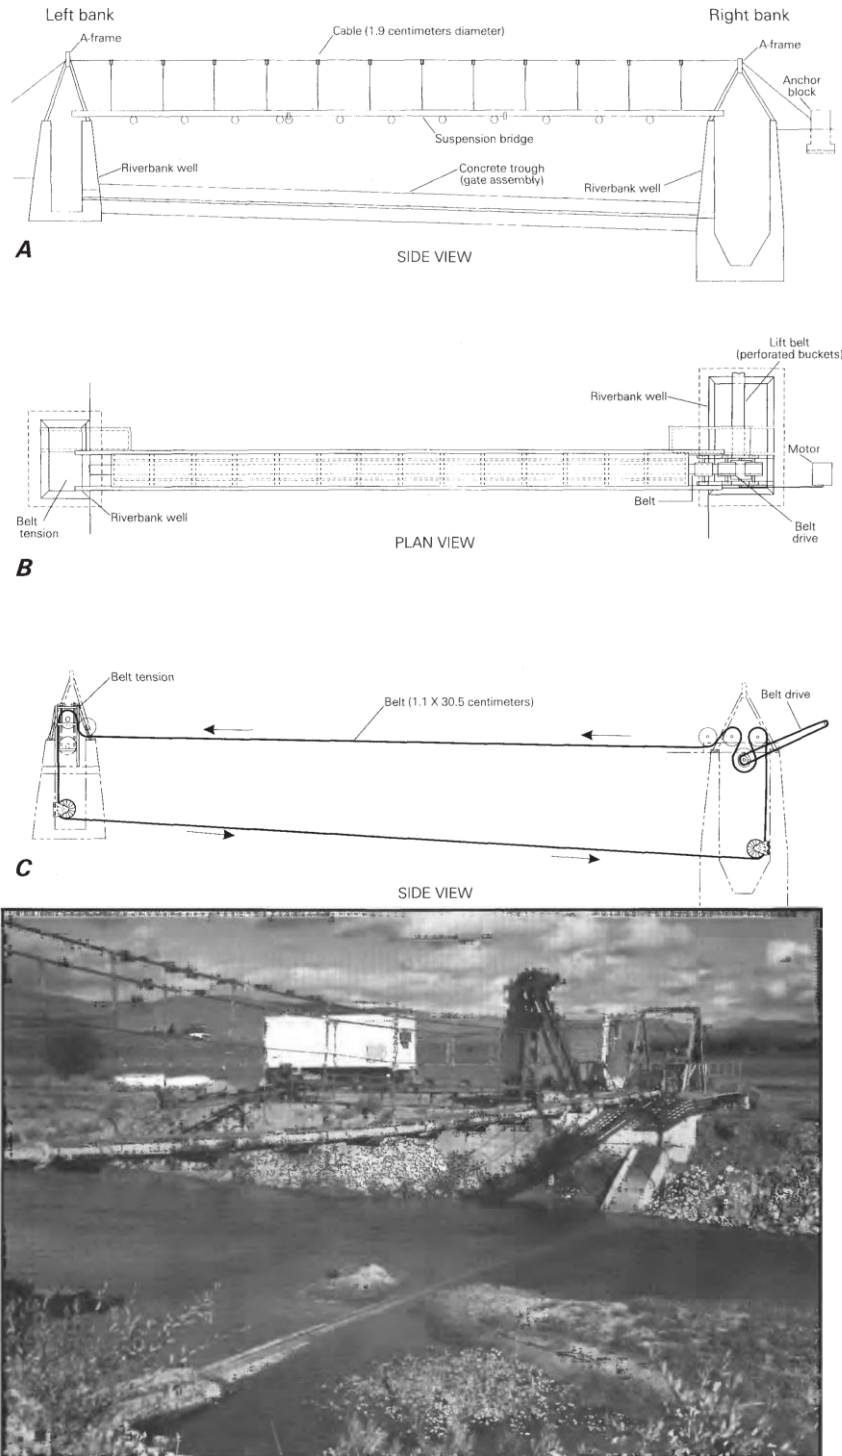 Left bank
Right bank
A-frame
Cable (1.9 centimeters diameter)
A-frame
Anchor
block
Suspension bridge
Riverbank well
Concrete trough
(gate assembly)
Riverbank well
A
SIDE VIEW
Lift belt
(perforated buckets)
Riverbank well
Motor
Belt
tension
Riverbank well
Belt
Belt
drive
PLAN VIEW
B
Belt tension
Belt (1.1 X 30.5 centimeters)
Belt drive
C
SIDE VIEW